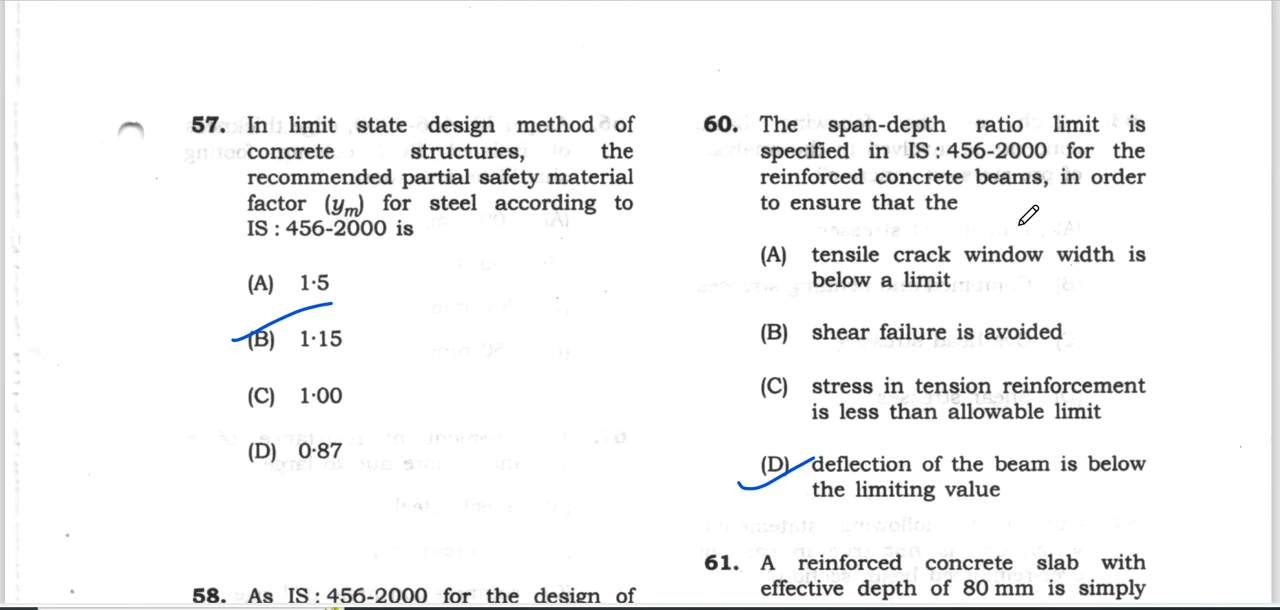 57. In limit state design method of
concrete structures, the
recommended partial safety material
factor (ym) for steel according to
IS : 456-2000 is
(A) 1·5
(B) 1·15
(C) 1·00
(D) 0·87
58. As IS : 456-2000 for the design of
60. The span-depth ratio limit is
specified in IS : 456-2000 for the
reinforced concrete beams, in order
to ensure that the
(A) tensile crack window width is
below a limit
(B) shear failure is avoided
(C) stress in tension reinforcement
is less than allowable limit
(D) deflection of the beam is below
the limiting value
61. A reinforced concrete slab with
effective depth of 80 mm is simply